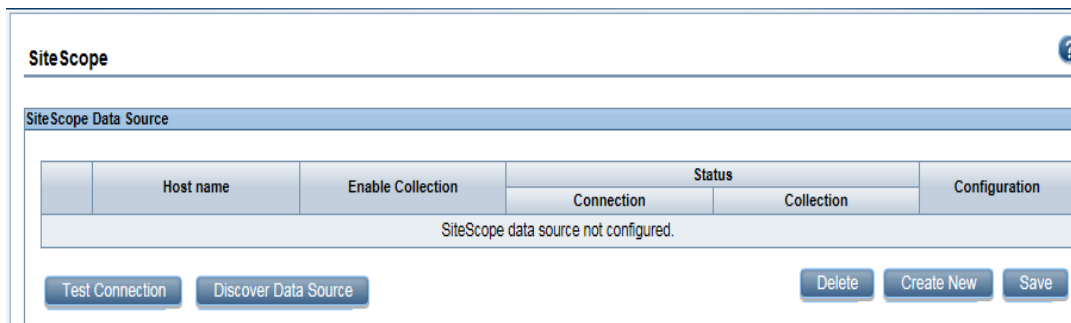 SiteScope
?
SiteScope Data Source
Host name
Enable Collection
Status
Configuration
Connection
Collection
SiteScope data source not configured.
Test Connection
Discover Data Source
Delete
Create New
Save